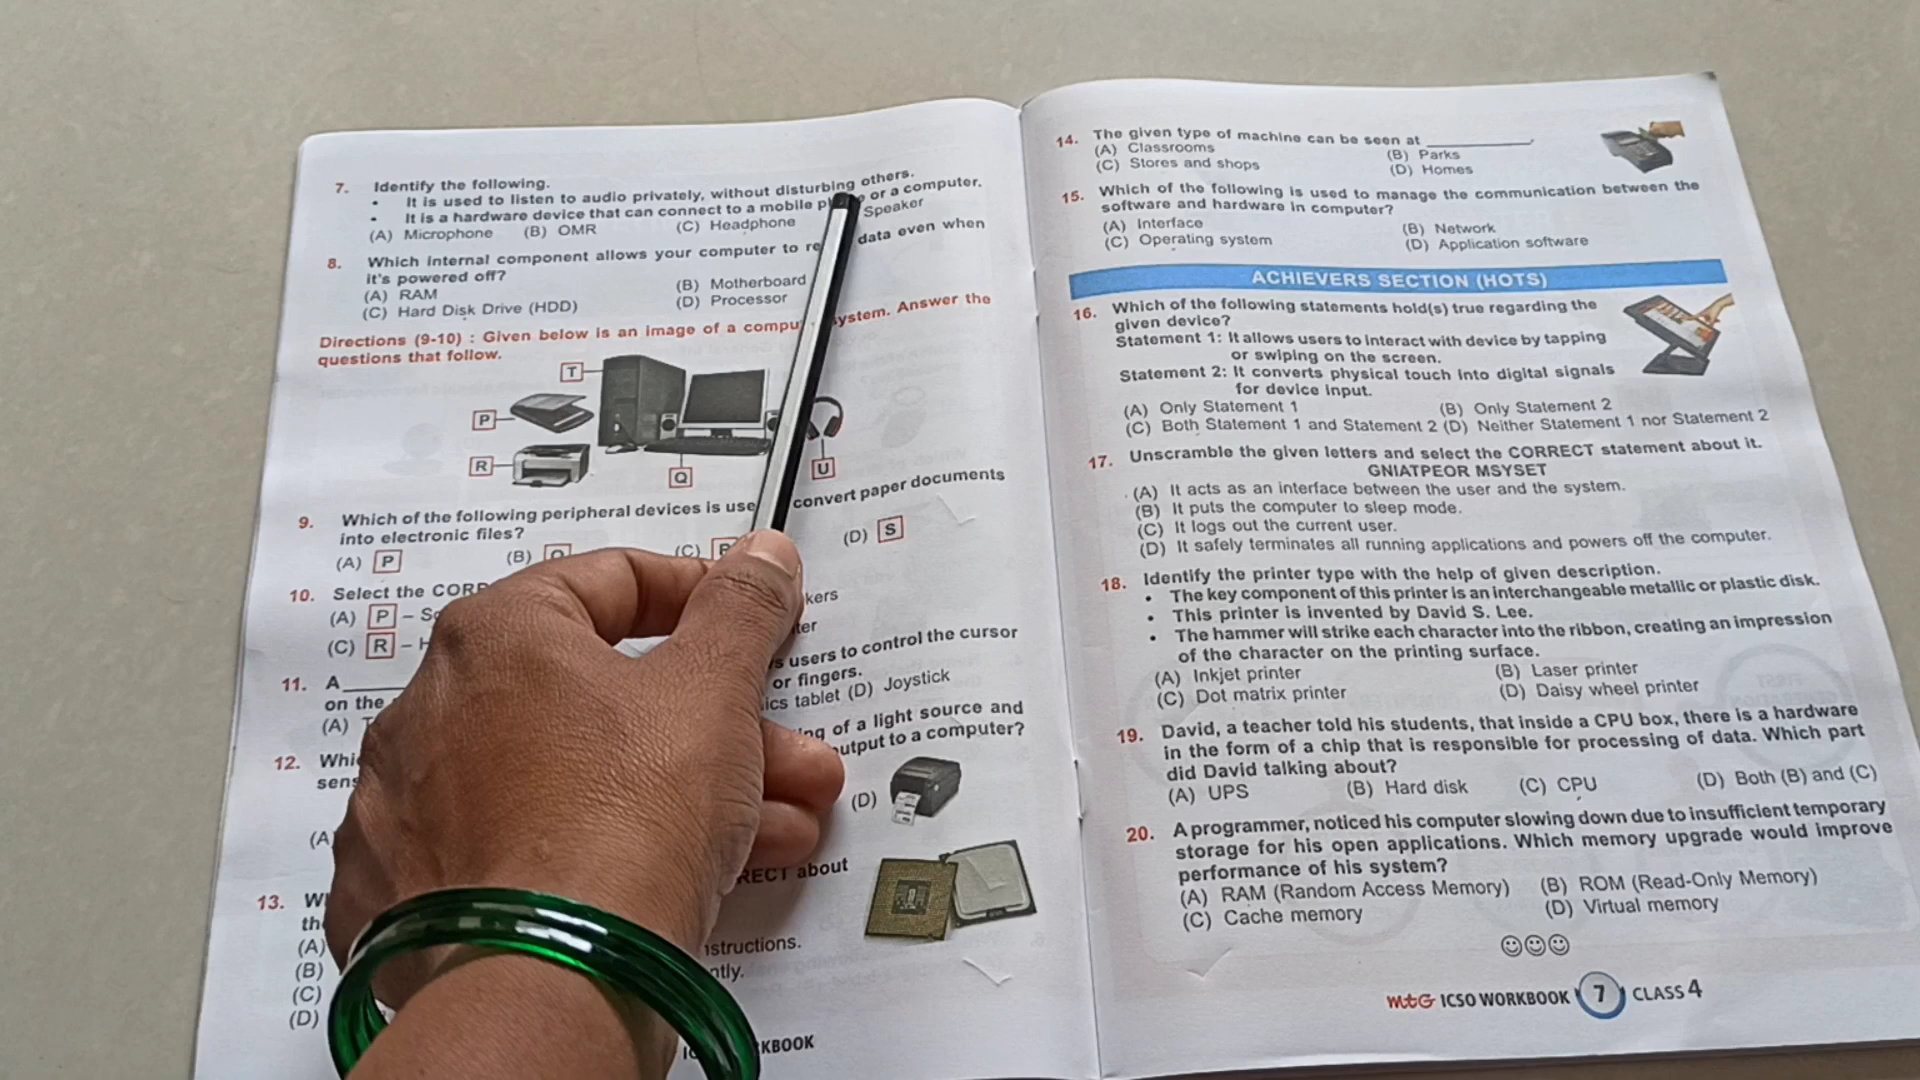 7. Identify the following.
• It is used to listen to audio privately, without disturbing others.
• It is a hardware device that can connect to a mobile or a computer.
(A) Microphone (B) OMR (C) Headphone Speaker
8. Which internal component allows your computer to data even when
it's powered off?
(A) RAM (B) Motherboard
(C) Hard Disk Drive (HDD) (D) Processor
Directions (9-10) : Given below is an image of a system. Answer the
questions that follow.
T
P
R
Q
U
9. Which of the following peripheral devices is convert paper documents
into electronic files?
(A) P (B) (C) (D) S
10. Select the
(A) P –
(C) R –
11. A users to control the cursor
on the or fingers.
(A) tablet (D) Joystick
12. of a light source and
to a computer?
(A) (D)
13. about
(A)
(B)
(C)
(D)
14. The given type of machine can be seen at ________.
(A) Classrooms (B) Parks
(C) Stores and shops (D) Homes
15. Which of the following is used to manage the communication between the
software and hardware in computer?
(A) Interface (B) Network
(C) Operating system (D) Application software
ACHIEVERS SECTION (HOTS)
16. Which of the following statements hold(s) true regarding the
given device?
Statement 1: It allows users to interact with device by tapping
or swiping on the screen.
Statement 2: It converts physical touch into digital signals
for device input.
(A) Only Statement 1 (B) Only Statement 2
(C) Both Statement 1 and Statement 2 (D) Neither Statement 1 nor Statement 2
17. Unscramble the given letters and select the CORRECT statement about it.
GNIATPEOR MSYSET
(A) It acts as an interface between the user and the system.
(B) It puts the computer to sleep mode.
(C) It logs out the current user.
(D) It safely terminates all running applications and powers off the computer.
18. Identify the printer type with the help of given description.
• The key component of this printer is an interchangeable metallic or plastic disk.
• This printer is invented by David S. Lee.
• The hammer will strike each character into the ribbon, creating an impression
of the character on the printing surface.
(A) Inkjet printer (B) Laser printer
(C) Dot matrix printer (D) Daisy wheel printer
19. David, a teacher told his students, that inside a CPU box, there is a hardware
in the form of a chip that is responsible for processing of data. Which part
did David talking about?
(A) UPS (B) Hard disk (C) CPU (D) Both (B) and (C)
20. A programmer, noticed his computer slowing down due to insufficient temporary
storage for his open applications. Which memory upgrade would improve
performance of his system?
(A) RAM (Random Access Memory) (B) ROM (Read-Only Memory)
(C) Cache memory (D) Virtual memory
MtG ICSO WORKBOOK 7 CLASS 4